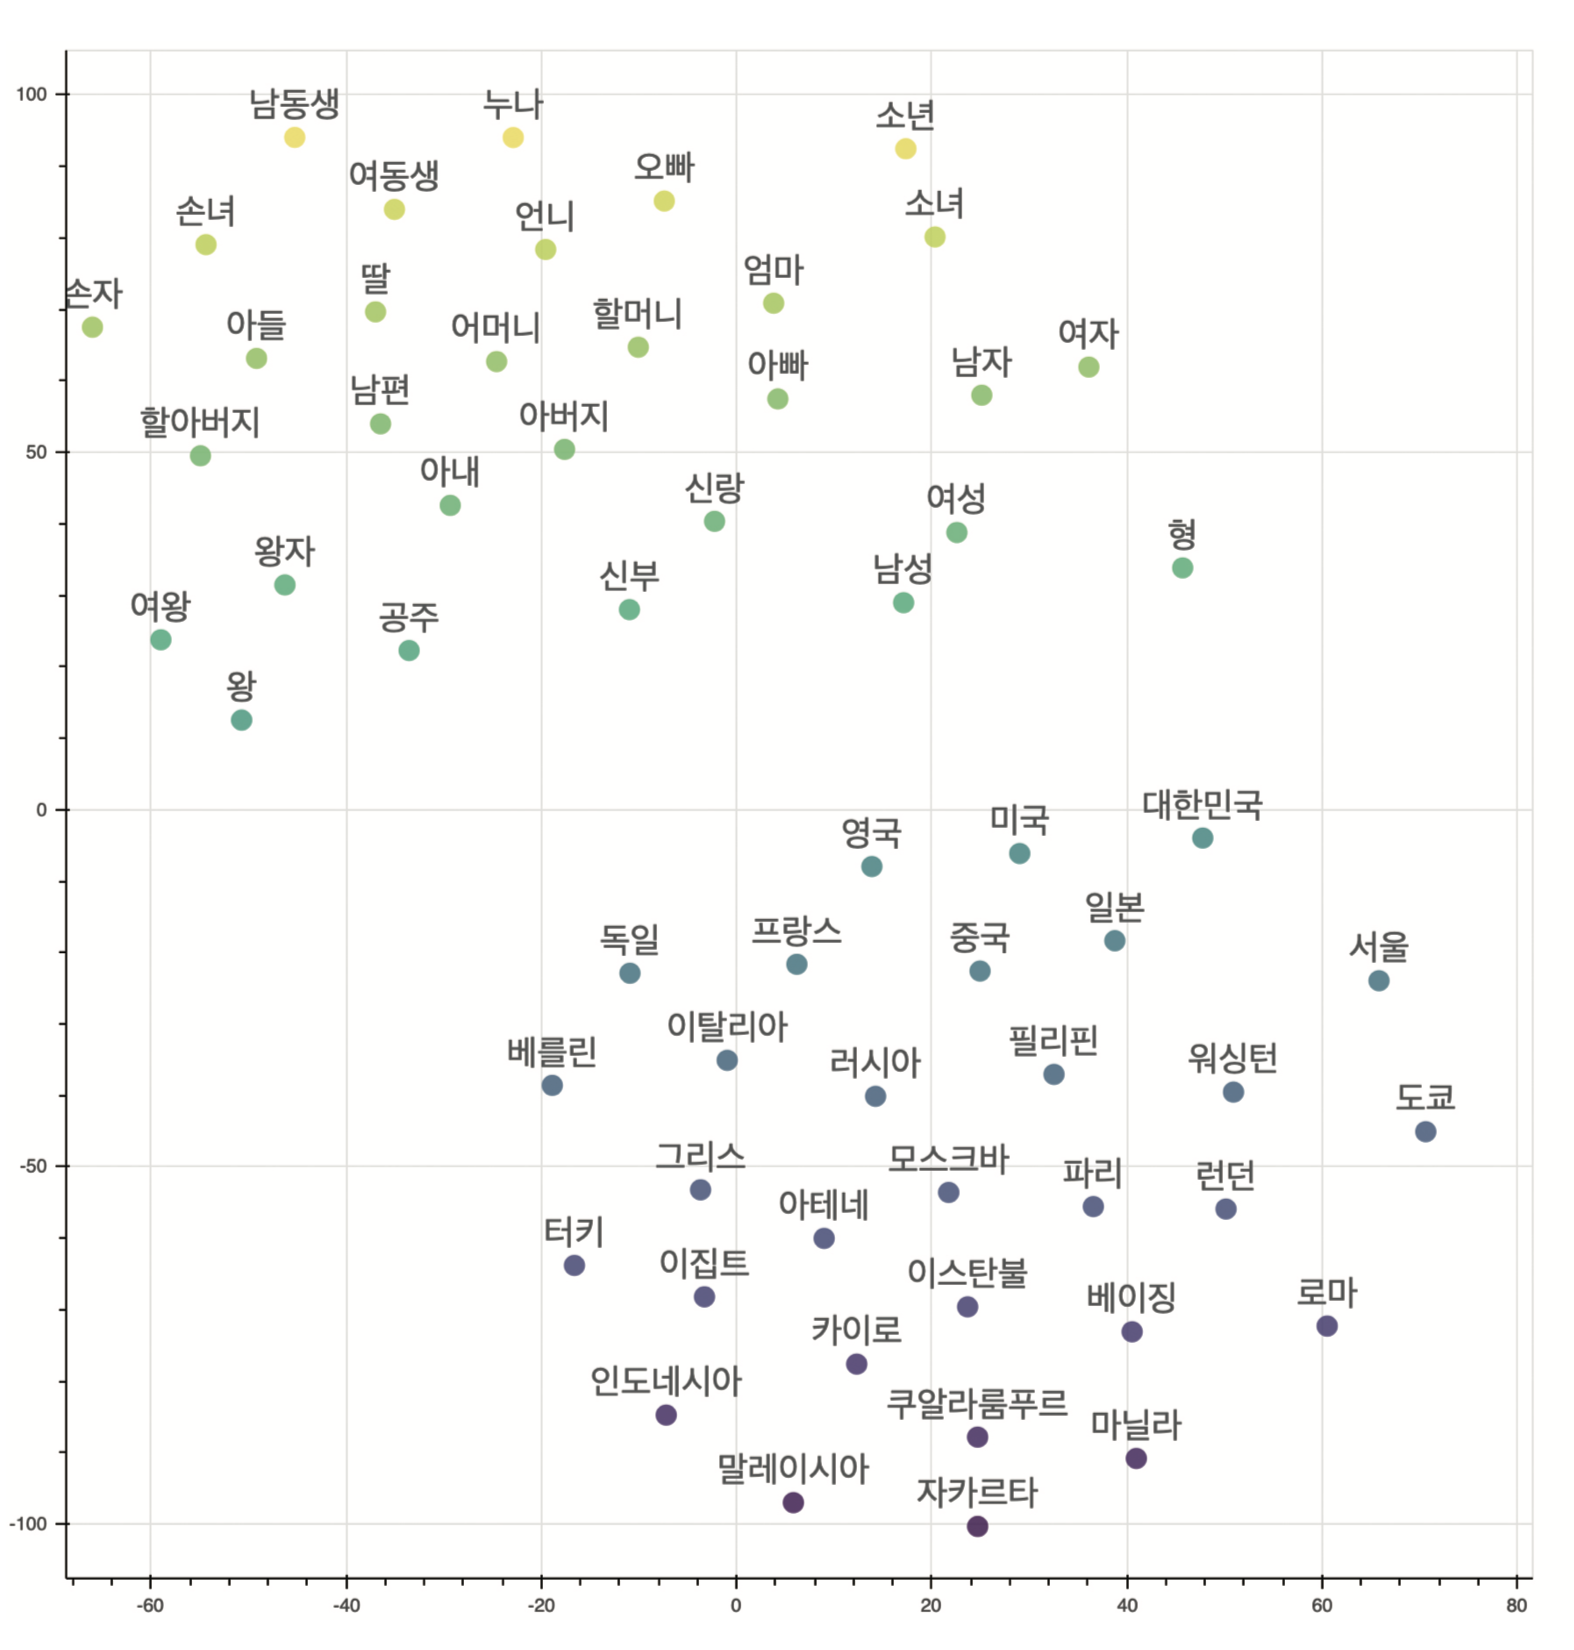 100
남동생
누나
소년
오빠
여동생
손녀
언니
소녀
엄마
딸
손자
할머니
아들
어머니
여자
아빠
남자
남편
할아버지
아버지
50
아내
신랑
여성
형
왕자
신부
남성
여왕
공주
왕
0
대한민국
미국
영국
일본
프랑스
독일
중국
서울
이탈리아
필리핀
베를린
러시아
워싱턴
도쿄
-50
그리스
모스크바
파리
런던
아테네
터키
이집트
이스탄불
베이징
로마
카이로
인도네시아
쿠알라룸푸르
마닐라
말레이시아
자카르타
-100
-60 -40 -20 0 20 40 60 80